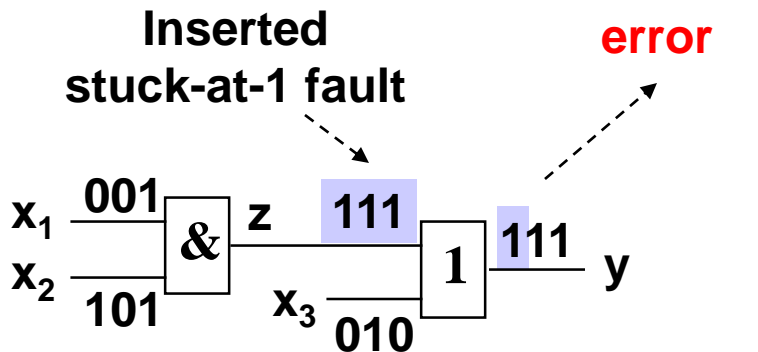 Inserted
stuck-at-1 fault
error
x₁ 001
& z 111
x₂ 101
1 111 y
x₃ 010